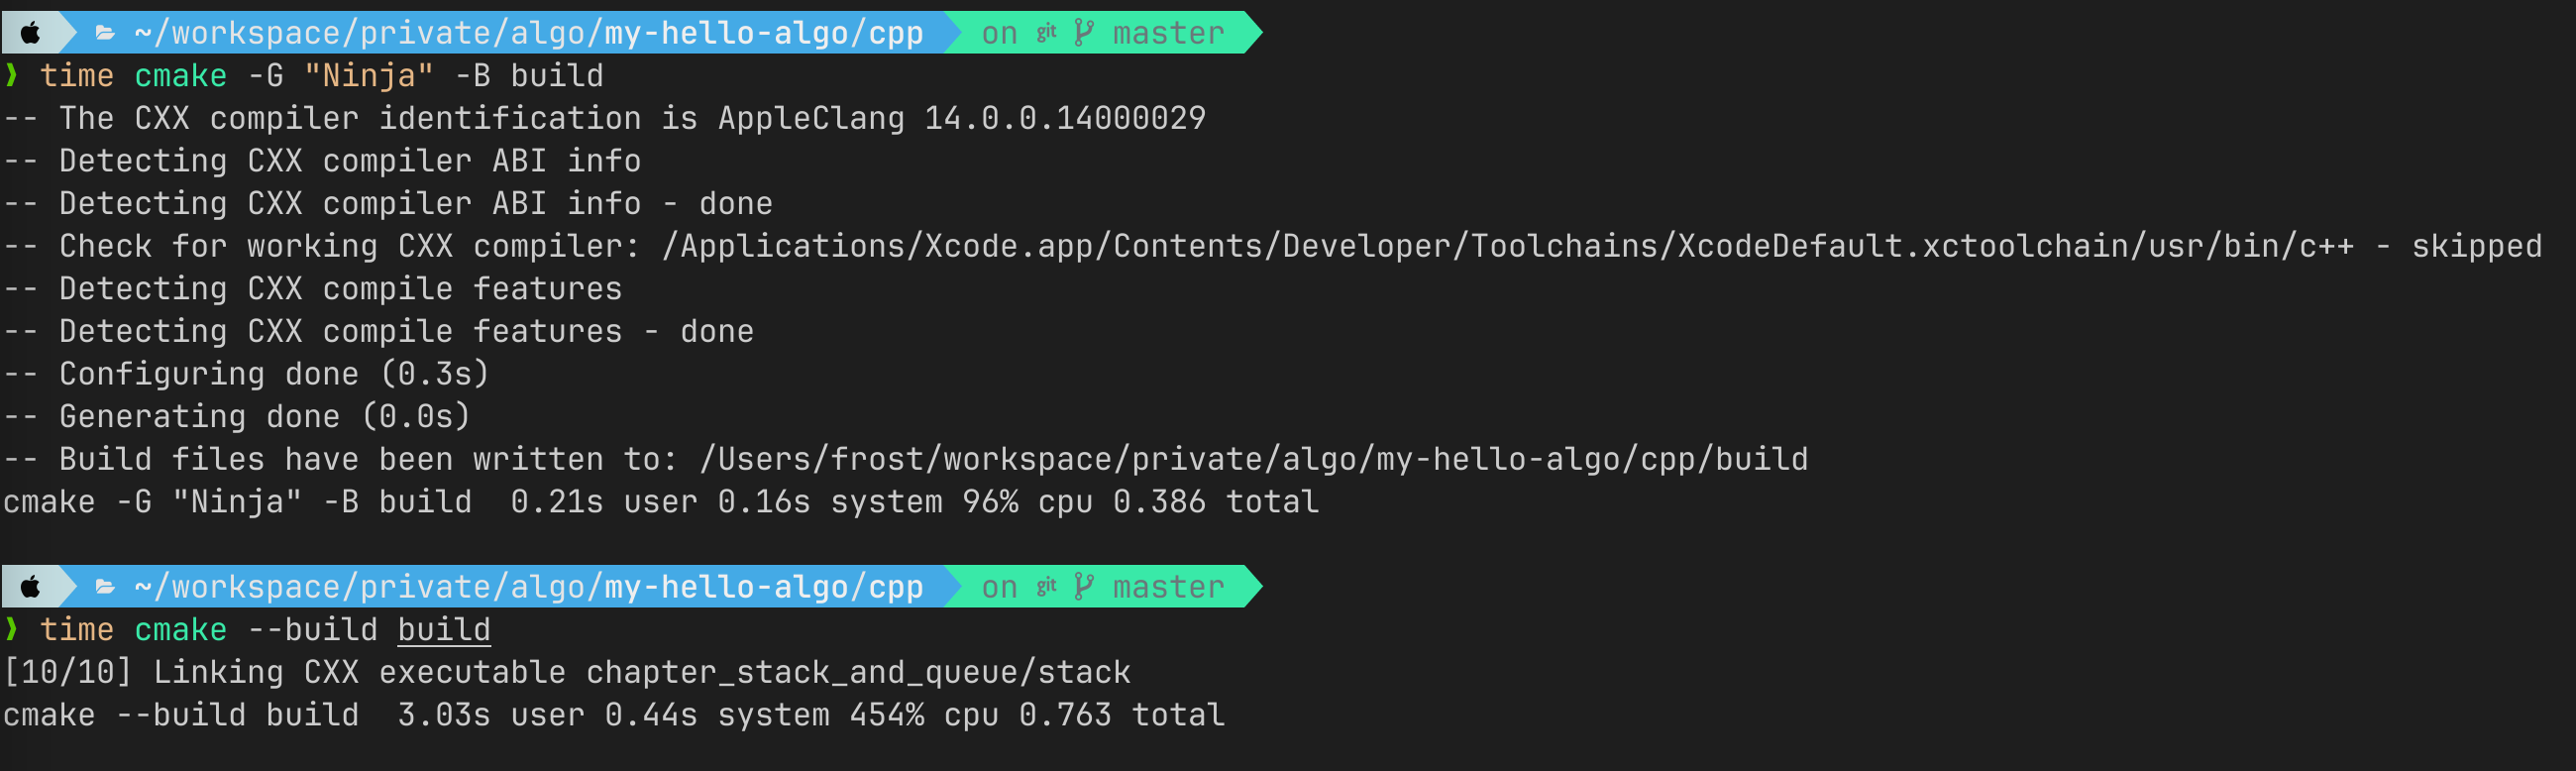 ~/workspace/private/algo/my-hello-algo/cpp on git master
❯ time cmake -G "Ninja" -B build
-- The CXX compiler identification is AppleClang 14.0.0.14000029
-- Detecting CXX compiler ABI info
-- Detecting CXX compiler ABI info - done
-- Check for working CXX compiler: /Applications/Xcode.app/Contents/Developer/Toolchains/XcodeDefault.xctoolchain/usr/bin/c++ - skipped
-- Detecting CXX compile features
-- Detecting CXX compile features - done
-- Configuring done (0.3s)
-- Generating done (0.0s)
-- Build files have been written to: /Users/frost/workspace/private/algo/my-hello-algo/cpp/build
cmake -G "Ninja" -B build  0.21s user 0.16s system 96% cpu 0.386 total
~/workspace/private/algo/my-hello-algo/cpp on git master
❯ time cmake --build build
[10/10] Linking CXX executable chapter_stack_and_queue/stack
cmake --build build  3.03s user 0.44s system 454% cpu 0.763 total